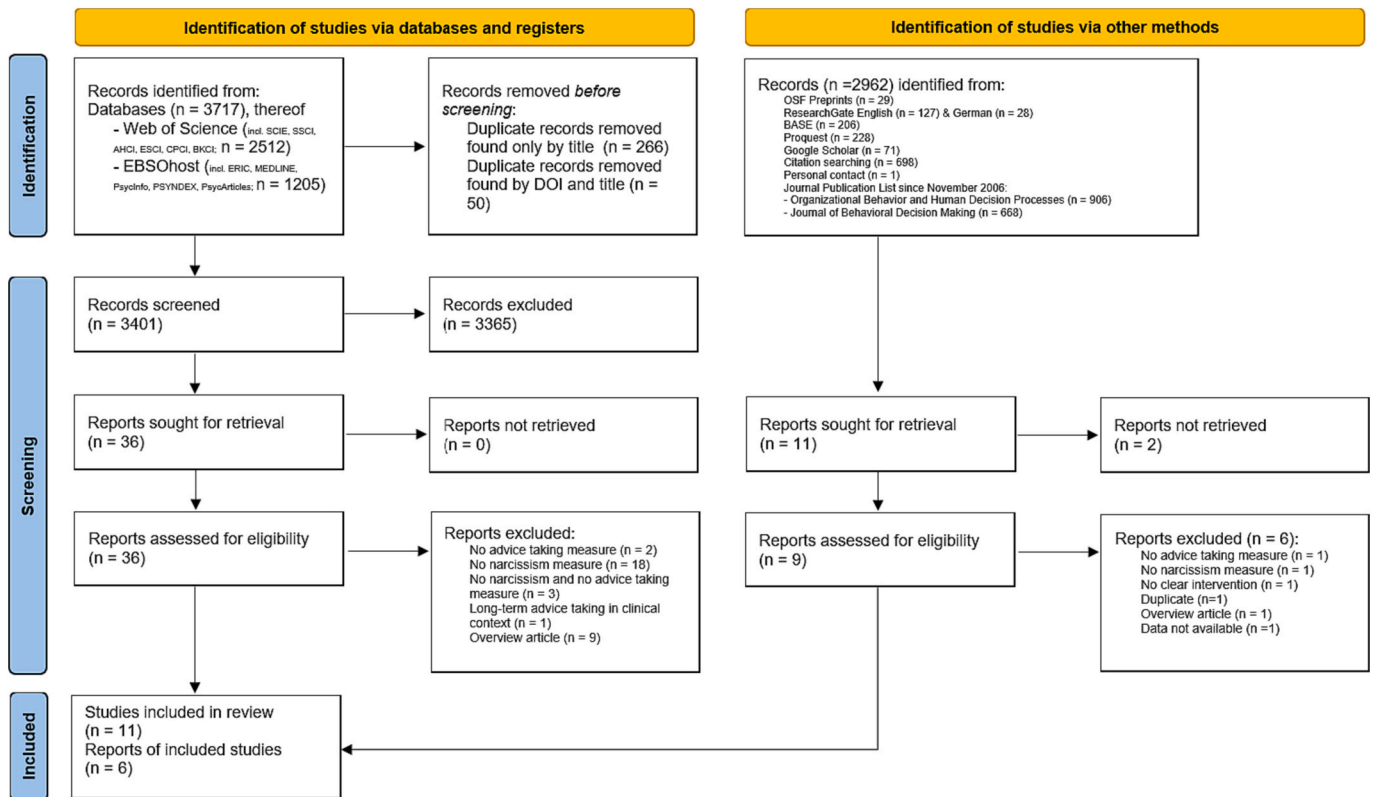 Identification of studies via databases and registers
Identification of studies via other methods
Identification
Records identified from:
Databases (n = 3717), thereof
- Web of Science (incl. SCIE, SSCI,
AHCI, ESCI, CPCI, BKCI; n = 2512)
- EBSOhost (incl. ERIC, MEDLINE,
PsycInfo, PSYNDEX, PsycArticles; n = 1205)
Records removed before
screening:
Duplicate records removed
found only by title (n = 266)
Duplicate records removed
found by DOI and title (n =
50)
Records (n =2962) identified from:
OSF Preprints (n = 29)
ResearchGate English (n = 127) & German (n = 28)
BASE (n = 206)
Proquest (n = 228)
Google Scholar (n = 71)
Citation searching (n = 698)
Personal contact (n = 1)
Journal Publication List since November 2006:
- Organizational Behavior and Human Decision Processes (n = 906)
- Journal of Behavioral Decision Making (n = 668)
Screening
Records screened
(n = 3401)
Records excluded
(n = 3365)
Reports sought for retrieval
(n = 36)
Reports not retrieved
(n = 0)
Reports sought for retrieval
(n = 11)
Reports not retrieved
(n = 2)
Reports assessed for eligibility
(n = 36)
Reports excluded:
No advice taking measure (n = 2)
No narcissism measure (n = 18)
No narcissism and no advice taking
measure (n = 3)
Long-term advice taking in clinical
context (n = 1)
Overview article (n = 9)
Reports assessed for eligibility
(n = 9)
Reports excluded (n = 6):
No advice taking measure (n = 1)
No narcissism measure (n = 1)
No clear intervention (n = 1)
Duplicate (n=1)
Overview article (n = 1)
Data not available (n =1)
Included
Studies included in review
(n = 11)
Reports of included studies
(n = 6)